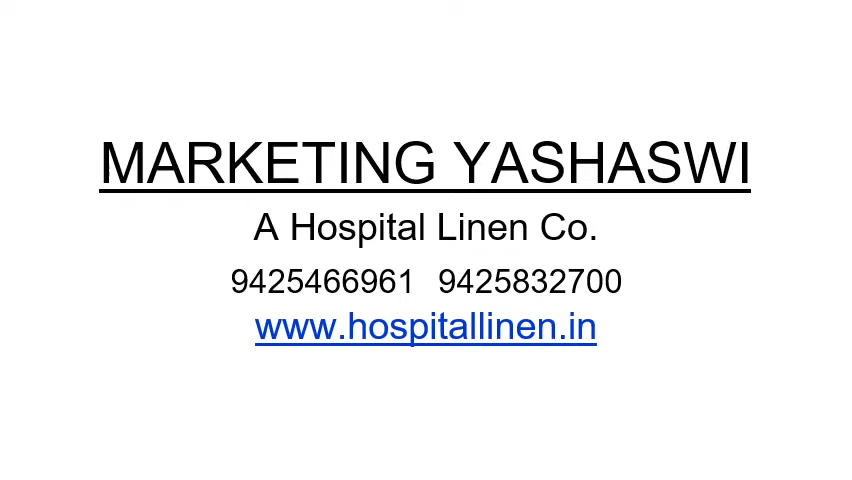 MARKETING YASHASWI
A Hospital Linen Co.
9425466961 9425832700
www.hospitallinen.in